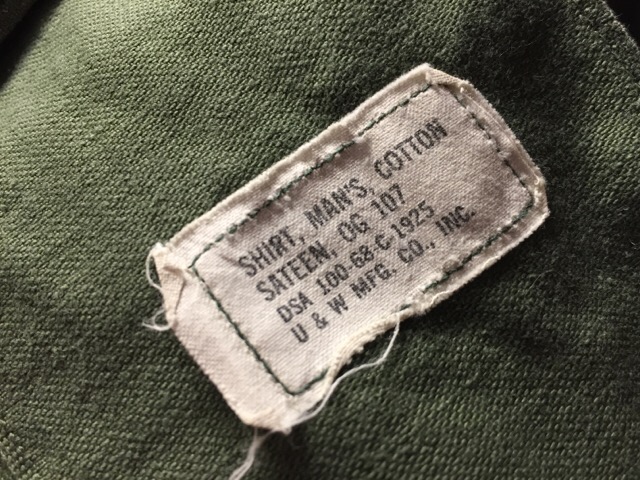 SHIRT, MAN'S, COTTON
SATEEN, OG 107
DSA 100-68-C-1925
U & W MFG. CO., INC.